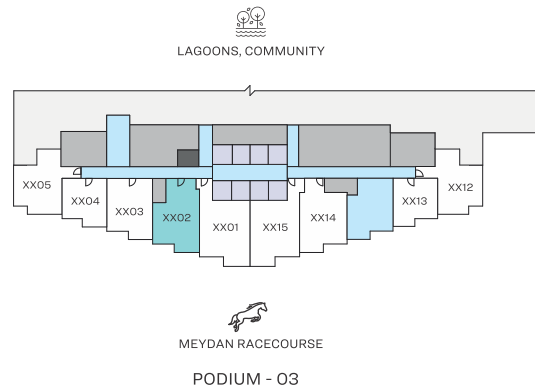 LAGOONS, COMMUNITY
XX05
XX04
XX03
XX02
XX01
XX15
XX14
XX13
XX12
MEYDAN RACECOURSE
PODIUM - 03